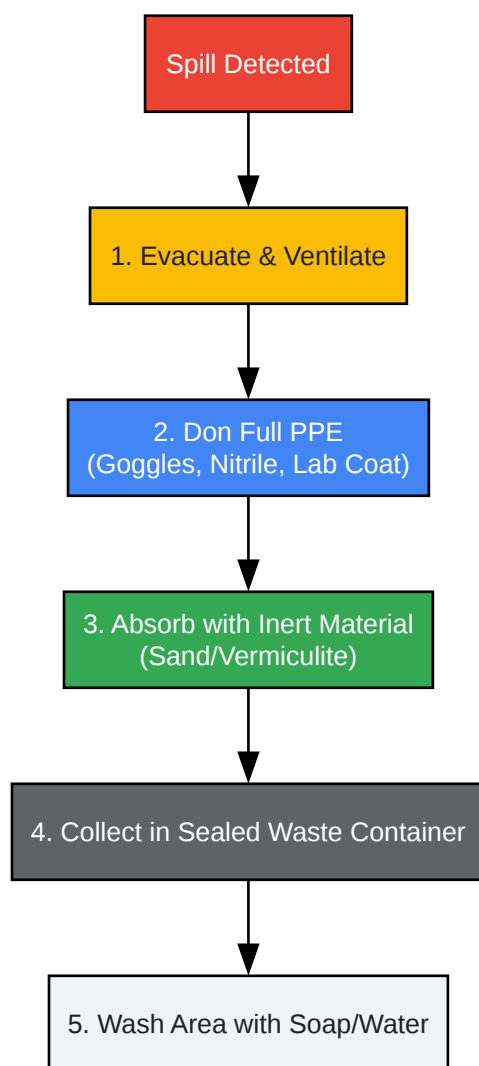 Spill Detected
1. Evacuate & Ventilate
2. Don Full PPE
(Goggles, Nitrile, Lab Coat)
3. Absorb with Inert Material
(Sand/Vermiculite)
4. Collect in Sealed Waste Container
5. Wash Area with Soap/Water